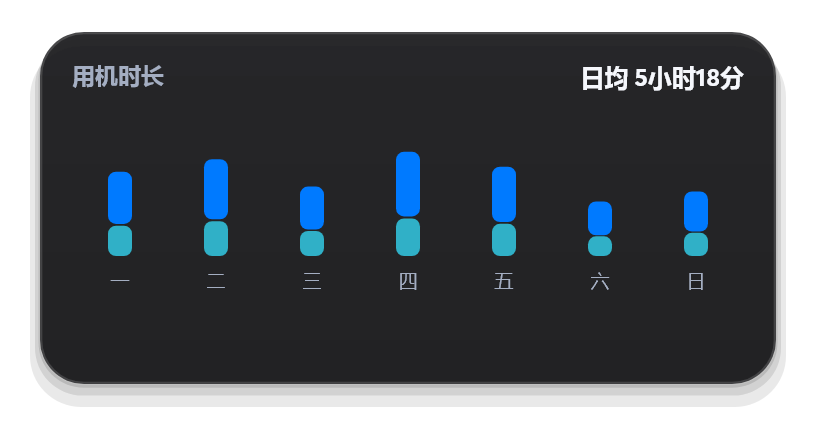 用机时长
日均 5小时18分
一 二 三 四 五 六 日